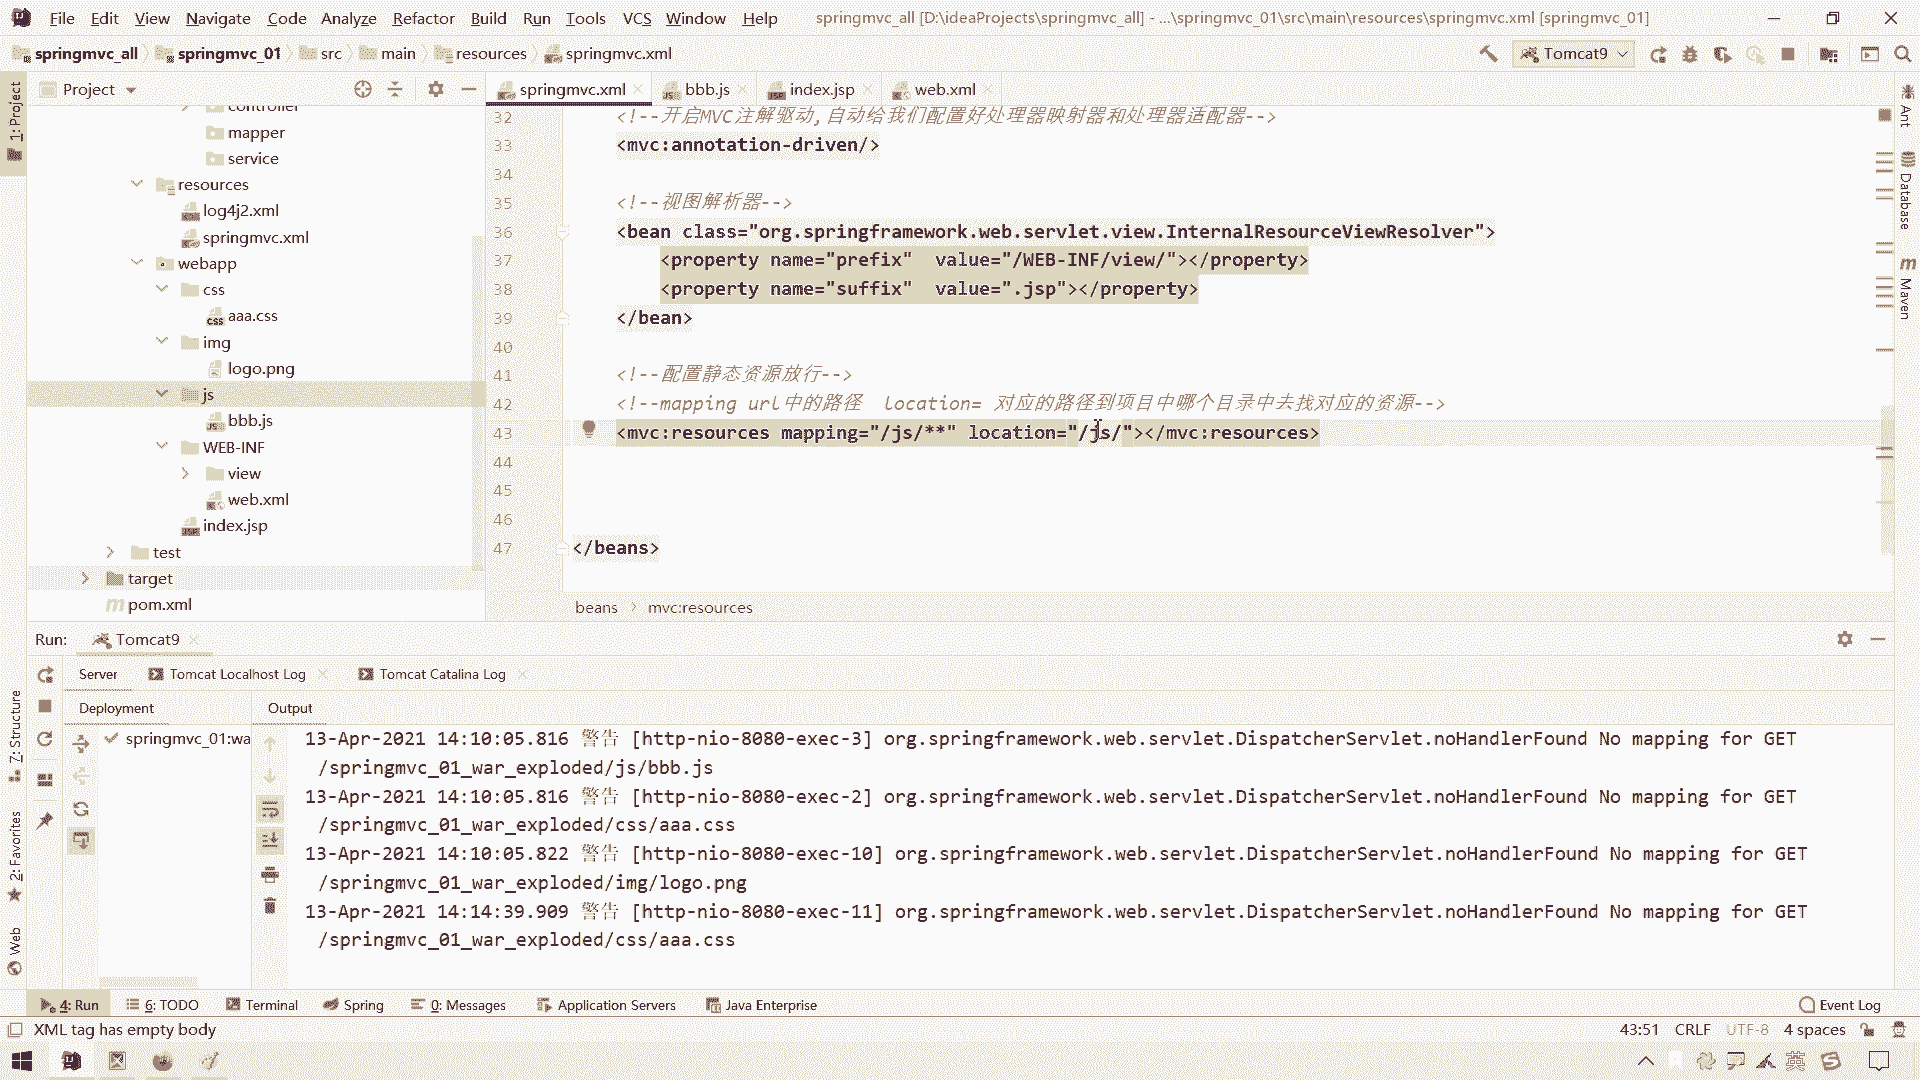 File Edit View Navigate Code Analyze Refactor Build Run Tools VCS Window Help springmvc_all [D:\ideaProjects\springmvc_all] - ...\springmvc_01\src\main\resources\springmvc.xml [springmvc_01]
springmvc_all springmvc_01 src main resources springmvc.xml Tomcat9
Project springmvc.xml bbb.js index.jsp web.xml
controller
mapper
service
resources
log4j2.xml
springmvc.xml
webapp
css
aaa.css
img
logo.png
js
bbb.js
WEB-INF
view
web.xml
index.jsp
test
target
pom.xml
32 <!--开启MVC注解驱动,自动给我们配置好处理器映射器和处理器适配器-->
33 <mvc:annotation-driven/>
34
35 <!--视图解析器-->
36 <bean class="org.springframework.web.servlet.view.InternalResourceViewResolver">
37 <property name="prefix"  value="/WEB-INF/view/"></property>
38 <property name="suffix"  value=".jsp"></property>
39 </bean>
40
41 <!--配置静态资源放行-->
42 <!--mapping url中的路径  location= 对应的路径到项目中哪个目录中去找对应的资源-->
43 <mvc:resources mapping="/js/**" location="/js/"></mvc:resources>
44
45
46
47 </beans>
beans > mvc:resources
1: Project
Z: Structure
2: Favorites
Web
Ant
Database
Maven
Run: Tomcat9
Server Tomcat Localhost Log Tomcat Catalina Log
Deployment Output
springmvc_01:wa
13-Apr-2021 14:10:05.816 警告 [http-nio-8080-exec-3] org.springframework.web.servlet.DispatcherServlet.noHandlerFound No mapping for GET
/springmvc_01_war_exploded/js/bbb.js
13-Apr-2021 14:10:05.816 警告 [http-nio-8080-exec-2] org.springframework.web.servlet.DispatcherServlet.noHandlerFound No mapping for GET
/springmvc_01_war_exploded/css/aaa.css
13-Apr-2021 14:10:05.822 警告 [http-nio-8080-exec-10] org.springframework.web.servlet.DispatcherServlet.noHandlerFound No mapping for GET
/springmvc_01_war_exploded/img/logo.png
13-Apr-2021 14:14:39.909 警告 [http-nio-8080-exec-11] org.springframework.web.servlet.DispatcherServlet.noHandlerFound No mapping for GET
/springmvc_01_war_exploded/css/aaa.css
4: Run 6: TODO Terminal Spring 0: Messages Application Servers Java Enterprise Event Log
XML tag has empty body 43:51 CRLF UTF-8 4 spaces
英